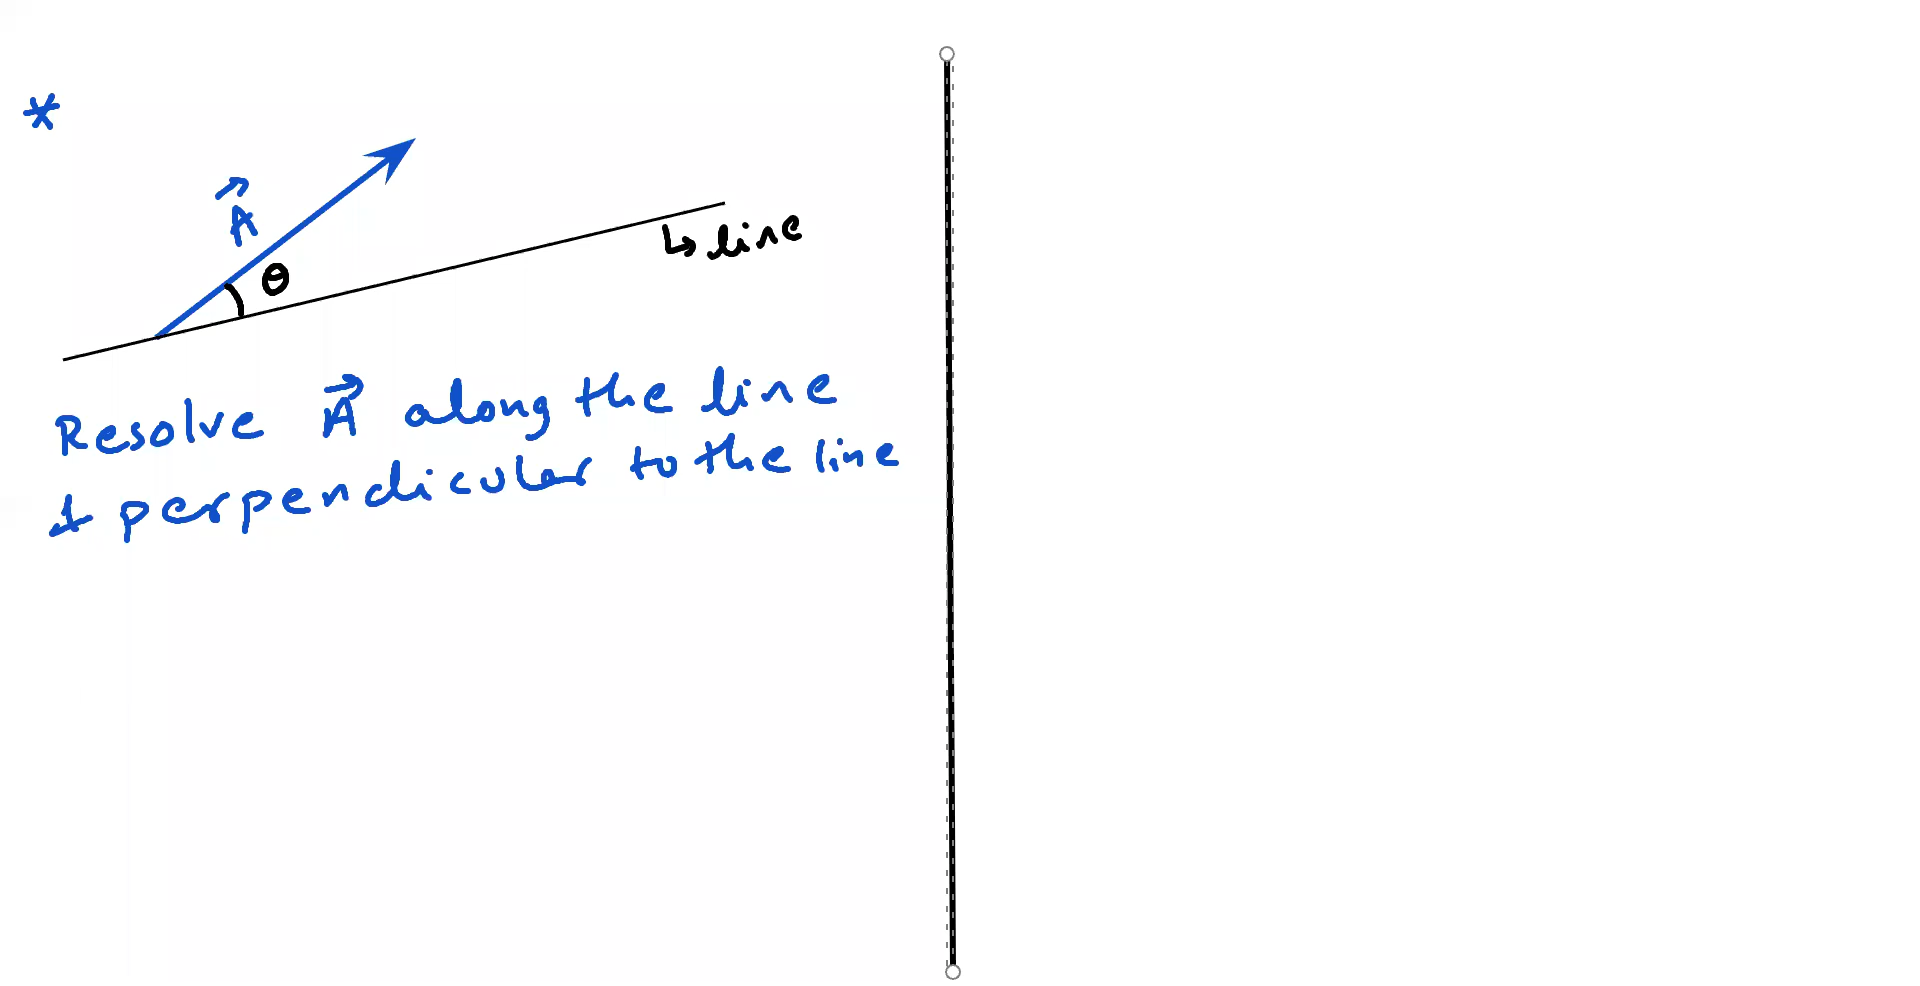 *
A⃗
θ
↳ line
Resolve A⃗ along the line
& perpendicular to the line